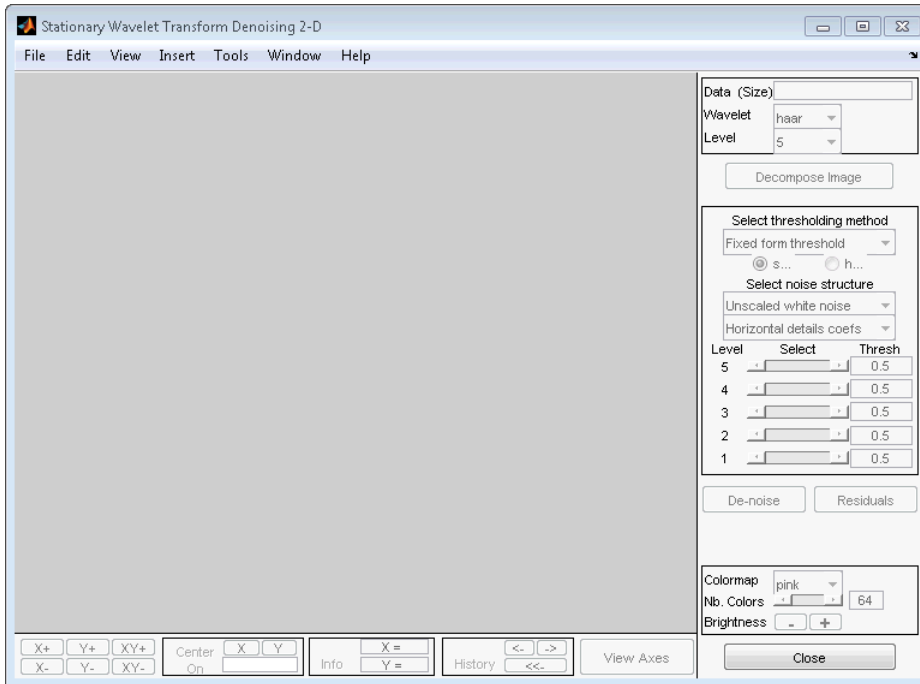 Stationary Wavelet Transform Denoising 2-D
File Edit View Insert Tools Window Help
Data (Size)
Wavelet haar
Level 5
Decompose Image
Select thresholding method
Fixed form threshold
s... h...
Select noise structure
Unscaled white noise
Horizontal details coefs
Level Select Thresh
5 0.5
4 0.5
3 0.5
2 0.5
1 0.5
De-noise Residuals
Colormap pink
Nb. Colors 64
Brightness - +
X+ Y+ XY+ Center X Y X = <- ->
X- Y- XY- On Info Y = History <<- View Axes
Close